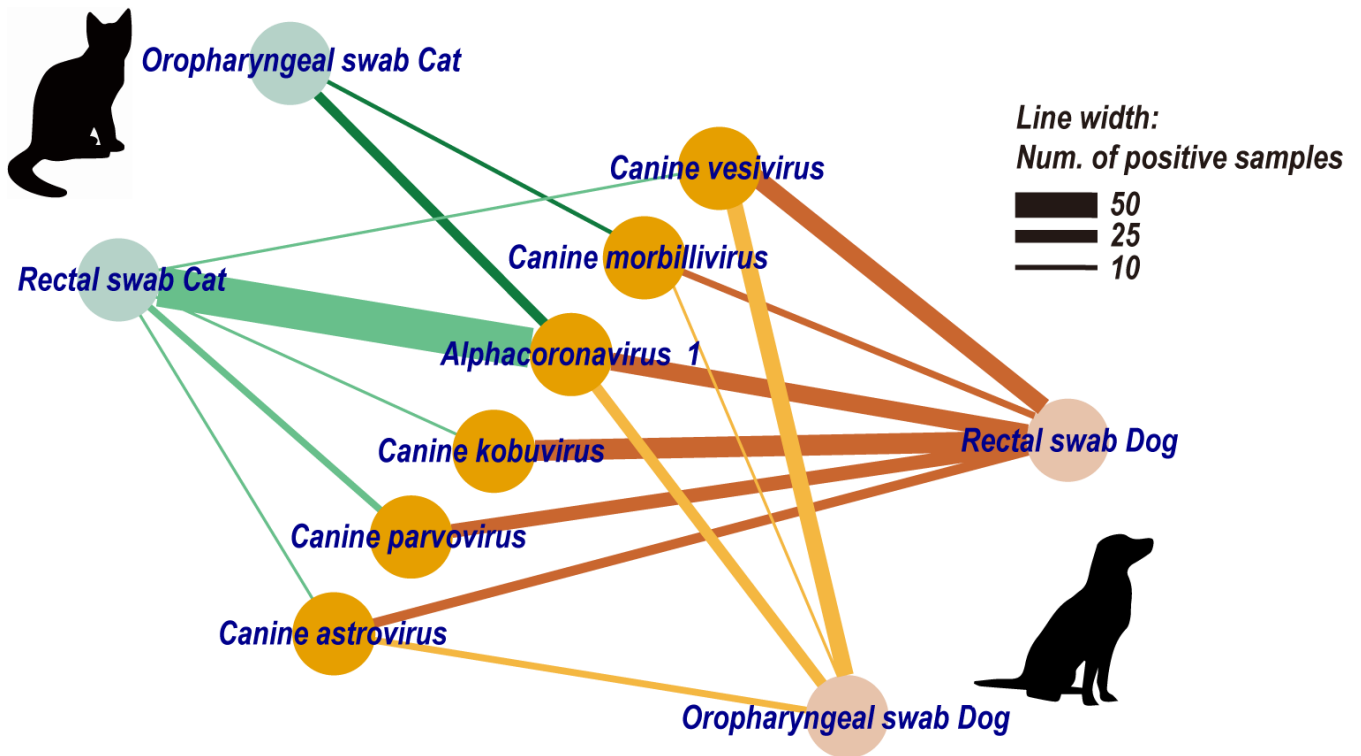 Oropharyngeal swab Cat
Line width:
Num. of positive samples
50
25
10
Canine vesivirus
Canine morbillivirus
Rectal swab Cat
Alphacoronavirus 1
Rectal swab Dog
Canine kobuvirus
Canine parvovirus
Canine astrovirus
Oropharyngeal swab Dog